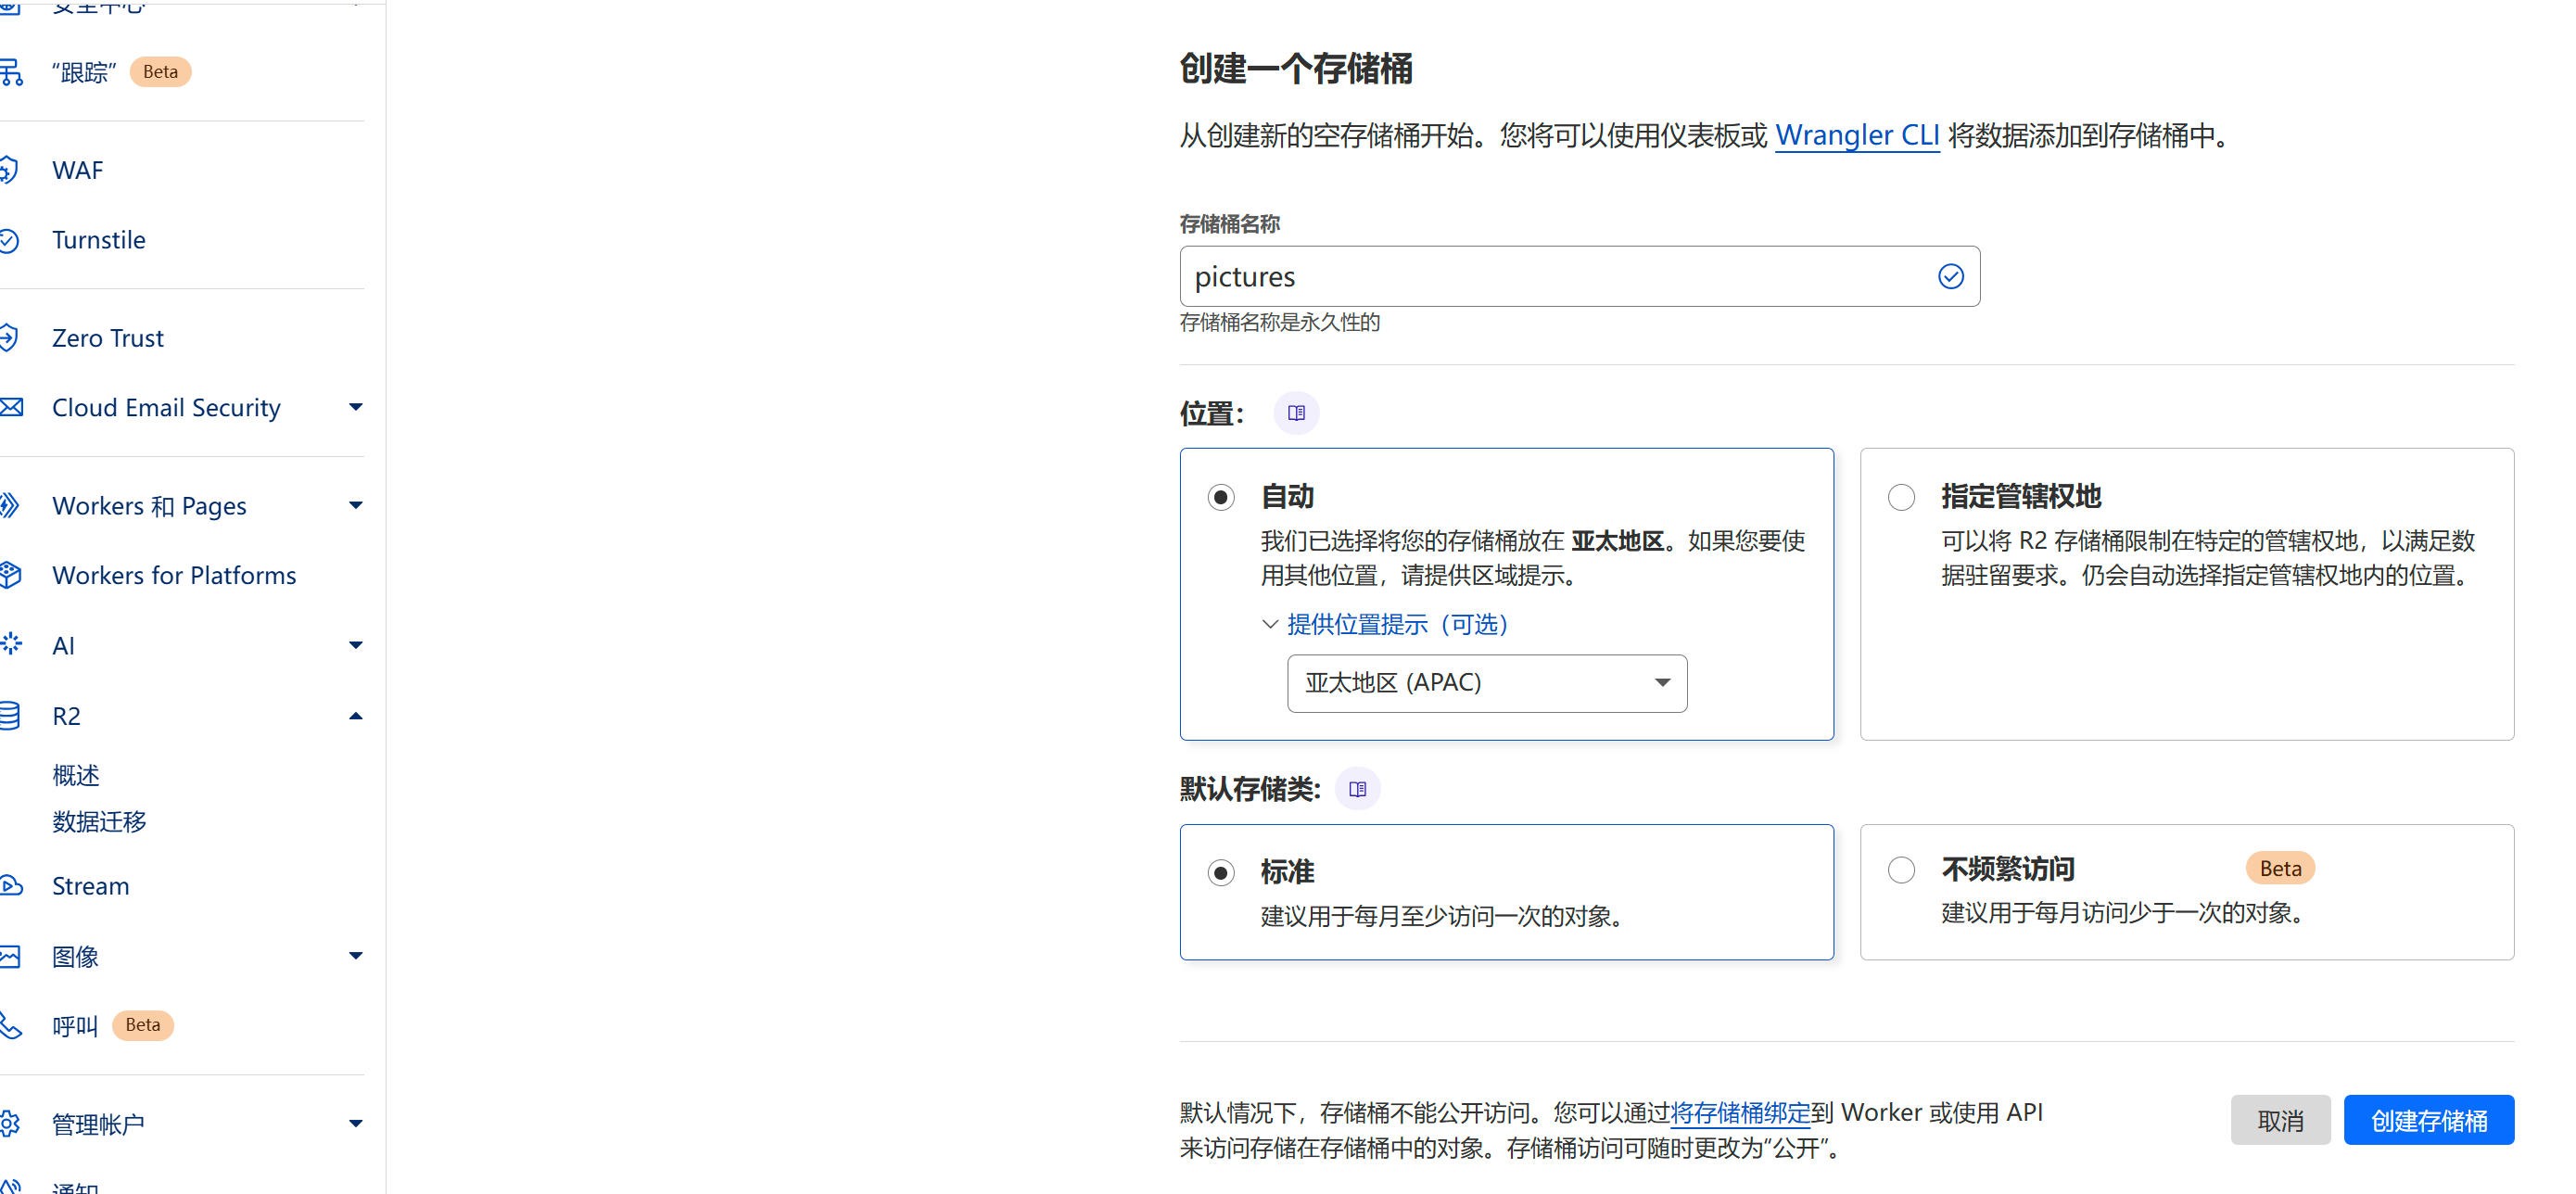 安全中心
“跟踪” Beta
WAF
Turnstile
Zero Trust
Cloud Email Security
Workers 和 Pages
Workers for Platforms
AI
R2
概述
数据迁移
Stream
图像
呼叫 Beta
管理帐户
通知
创建一个存储桶
从创建新的空存储桶开始。您将可以使用仪表板或 Wrangler CLI 将数据添加到存储桶中。
存储桶名称
pictures
存储桶名称是永久性的
位置：
自动
我们已选择将您的存储桶放在 亚太地区。如果您要使
用其他位置，请提供区域提示。
提供位置提示（可选）
亚太地区 (APAC)
指定管辖权地
可以将 R2 存储桶限制在特定的管辖权地，以满足数
据驻留要求。仍会自动选择指定管辖权地内的位置。
默认存储类:
标准
建议用于每月至少访问一次的对象。
不频繁访问 Beta
建议用于每月访问少于一次的对象。
默认情况下，存储桶不能公开访问。您可以通过将存储桶绑定到 Worker 或使用 API
来访问存储在存储桶中的对象。存储桶访问可随时更改为“公开”。
取消
创建存储桶